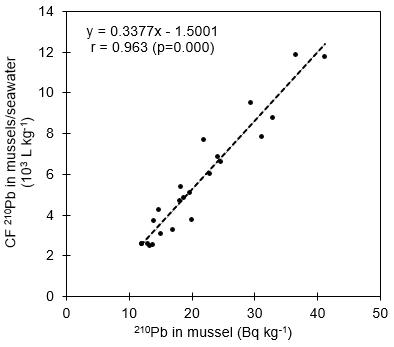 y = 0.3377x - 1.5001
r = 0.963 (p=0.000)
CF ²¹⁰Pb in mussels/seawater
(10³ L kg⁻¹)
14
12
10
8
6
4
2
0
0 10 20 30 40 50
²¹⁰Pb in mussel (Bq kg⁻¹)